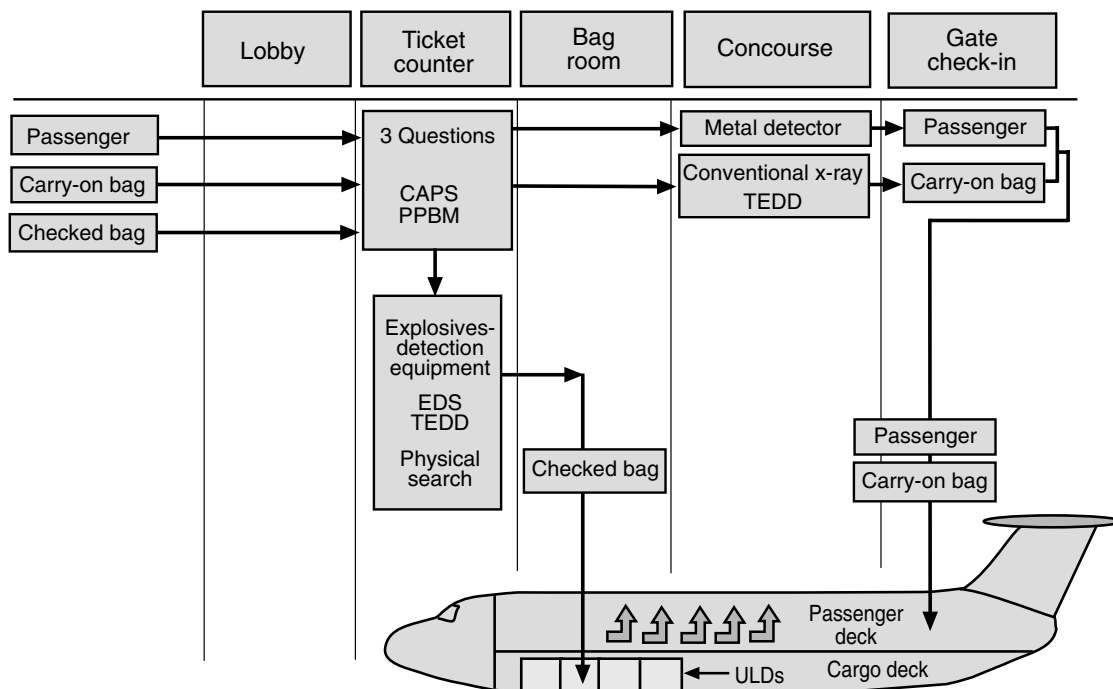 Lobby
Ticket
counter
Bag
room
Concourse
Gate
check-in
Passenger
Carry-on bag
Checked bag
3 Questions
CAPS
PPBM
Metal detector
Conventional x-ray
TEDD
Passenger
Carry-on bag
Explosives-
detection
equipment
EDS
TEDD
Physical
search
Checked bag
Passenger
Carry-on bag
Passenger
deck
ULDs
Cargo deck